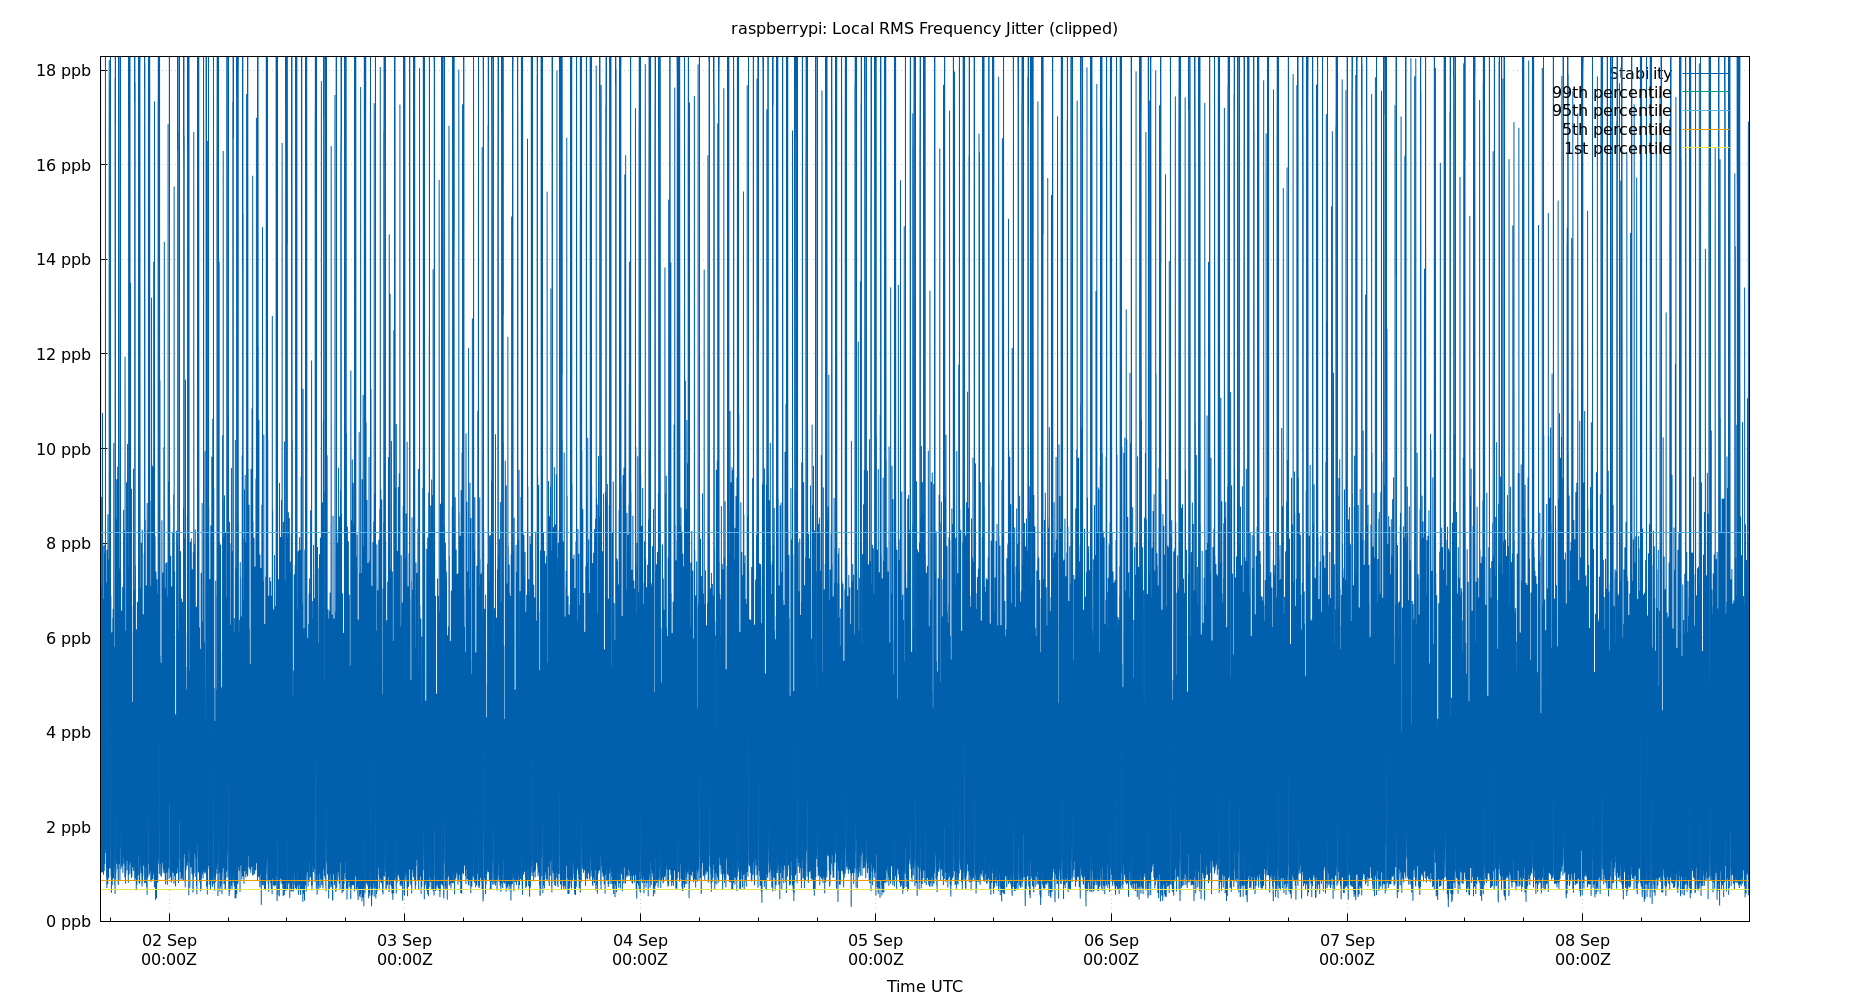 raspberrypi: Local RMS Frequency Jitter (clipped)
18 ppb
16 ppb
14 ppb
12 ppb
10 ppb
8 ppb
6 ppb
4 ppb
2 ppb
0 ppb
Stability
99th percentile
95th percentile
5th percentile
1st percentile
02 Sep
00:00Z
03 Sep
00:00Z
04 Sep
00:00Z
05 Sep
00:00Z
06 Sep
00:00Z
07 Sep
00:00Z
08 Sep
00:00Z
Time UTC